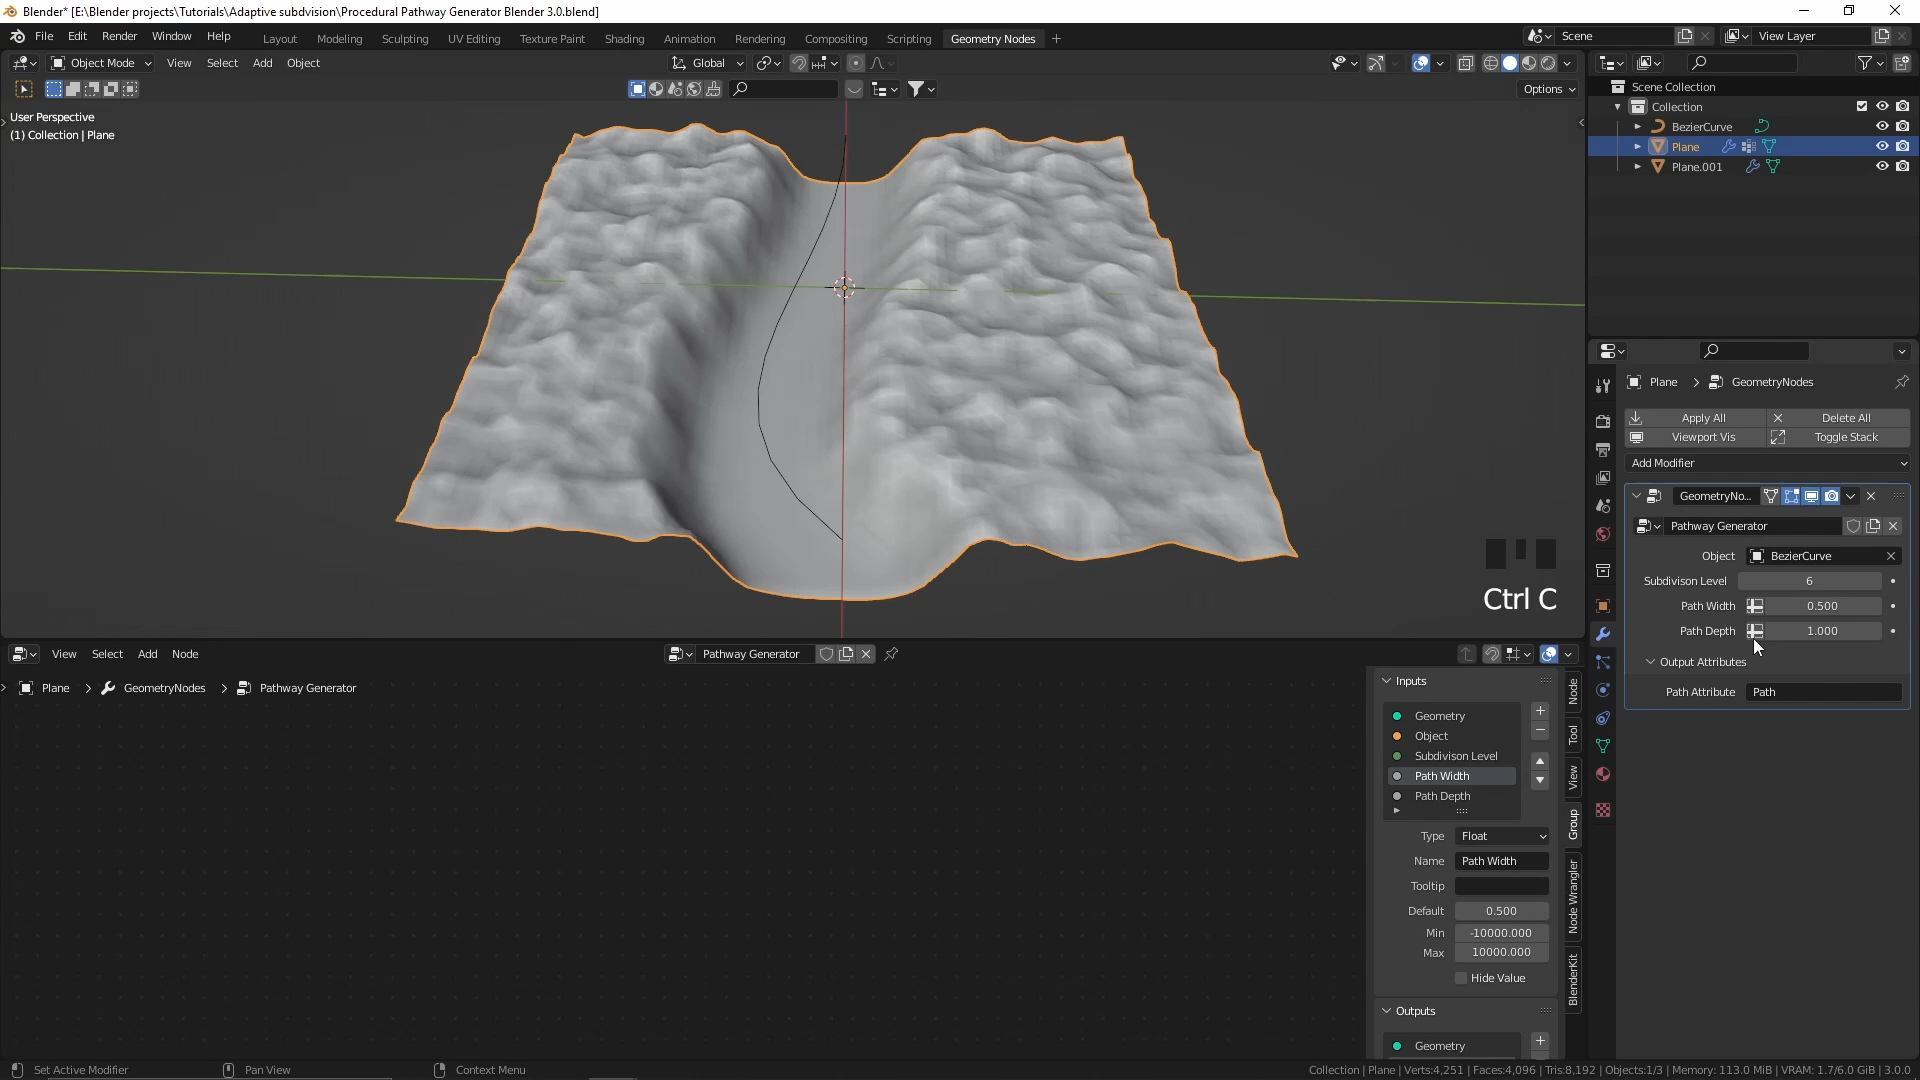 Blender* [E:\Blender projects\Tutorials\Adaptive subdvision\Procedural Pathway Generator Blender 3.0.blend]
File Edit Render Window Help Layout Modeling Sculpting UV Editing Texture Paint Shading Animation Rendering Compositing Scripting Geometry Nodes + Scene View Layer
Object Mode View Select Add Object Global
Options
User Perspective
(1) Collection | Plane
Scene Collection
Collection
BezierCurve
Plane
Plane.001
Plane > GeometryNodes
Apply All Delete All
Viewport Vis Toggle Stack
Add Modifier
GeometryNo...
Pathway Generator
Object BezierCurve
Subdivison Level 6
Path Width 0.500
Path Depth 1.000
Output Attributes
Path Attribute Path
Ctrl C
View Select Add Node Pathway Generator
Plane > GeometryNodes > Pathway Generator
Inputs
Geometry
Object
Subdivison Level
Path Width
Path Depth
Type Float
Name Path Width
Tooltip
Default 0.500
Min -10000.000
Max 10000.000
Hide Value
Outputs
Geometry
Node
Tool
View
Group
Node Wrangler
BlenderKit
Set Active Modifier Pan View Context Menu Collection | Plane | Verts:4,251 | Faces:4,096 | Tris:8,192 | Objects:1/3 | Memory: 113.0 MiB | VRAM: 1.7/6.0 GiB | 3.0.0